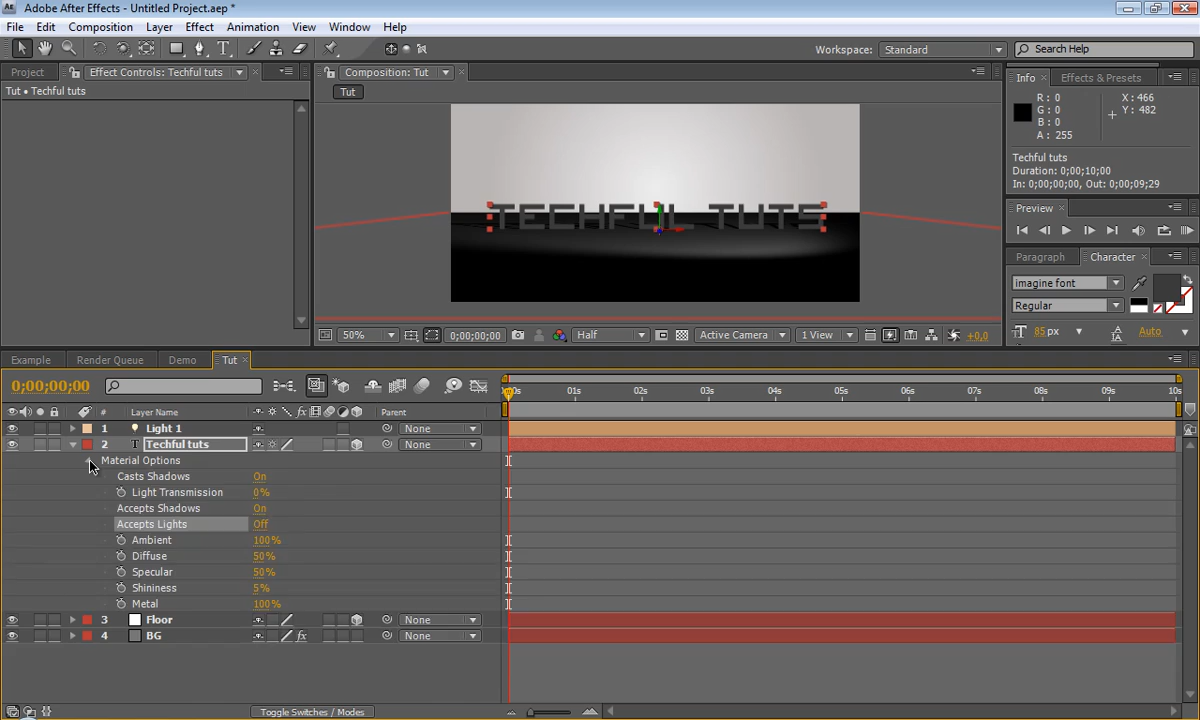 Adobe After Effects - Untitled Project.aep *
File Edit Composition Layer Effect Animation View Window Help
Workspace: Standard Search Help
Project Effect Controls: Techful tuts Composition: Tut Info Effects & Presets
Tut • Techful tuts
Tut
R: 0 X: 466
G: 0 Y: 482
B: 0
A: 255
Techful tuts
Duration: 0;00;10;00
In: 0;00;00;00, Out: 0;00;09;29
TECHFUL TUTS
Preview
Paragraph Character
imagine font
Regular
50% 0;00;00;00 Half Active Camera 1 View +0,0
85 px Auto
Example Render Queue Demo Tut
0;00;00;00
01s 02s 03s 04s 05s 06s 07s 08s 09s 10s
# Layer Name Parent
1 Light 1 None
2 T Techful tuts None
Material Options
Casts Shadows On
Light Transmission 0%
Accepts Shadows On
Accepts Lights Off
Ambient 100%
Diffuse 50%
Specular 50%
Shininess 5%
Metal 100%
3 Floor None
4 BG fx None
Toggle Switches / Modes